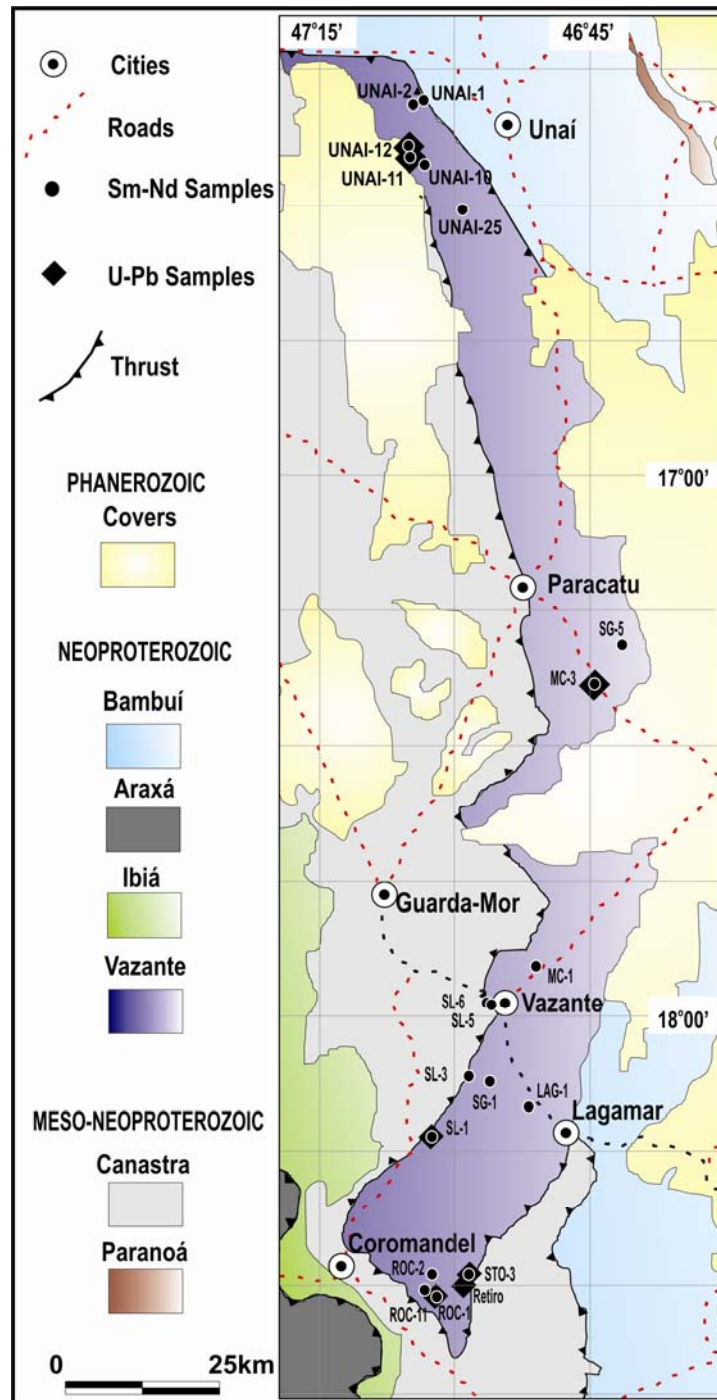 Cities
Roads
Sm-Nd Samples
U-Pb Samples
Thrust
PHANEROZOIC
Covers
NEOPROTEROZOIC
Bambuí
Araxá
Ibiá
Vazante
MESO-NEOPROTEROZOIC
Canastra
Paranoá
0 25km
47°15' 46°45'
UNAI-2 UNAI-1
Unaí
UNAI-12
UNAI-11 UNAI-10
UNAI-25
17°00'
Paracatu
SG-5
MC-3
Guarda-Mor
MC-1
SL-6
Vazante
SL-5
18°00'
SL-3
SG-1
LAG-1
Lagamar
SL-1
Coromandel
ROC-2
STO-3
Retiro
ROC-1
ROC-11